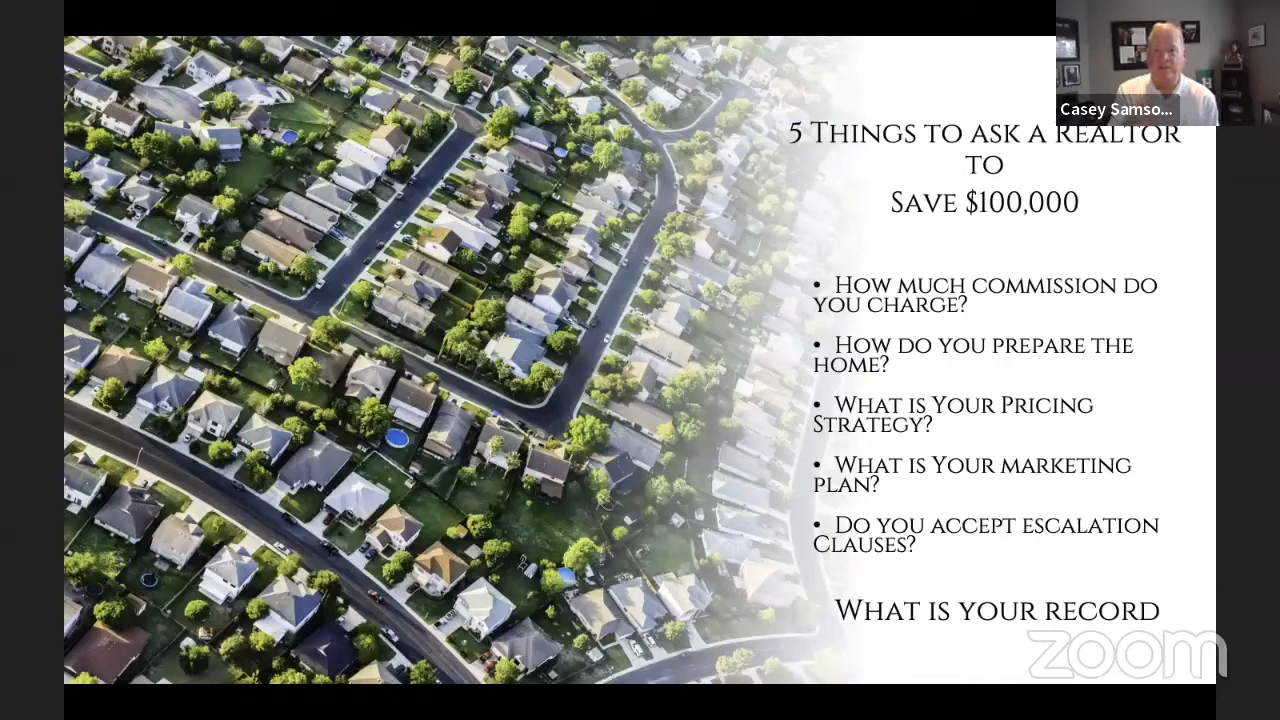 Casey Samso...
5 Things to ask a Realtor
to
Save $100,000
• How much commission do
you charge?
• How do you prepare the
home?
• What is Your Pricing
Strategy?
• What is Your marketing
plan?
• Do you accept escalation
Clauses?
What is your record
zoom